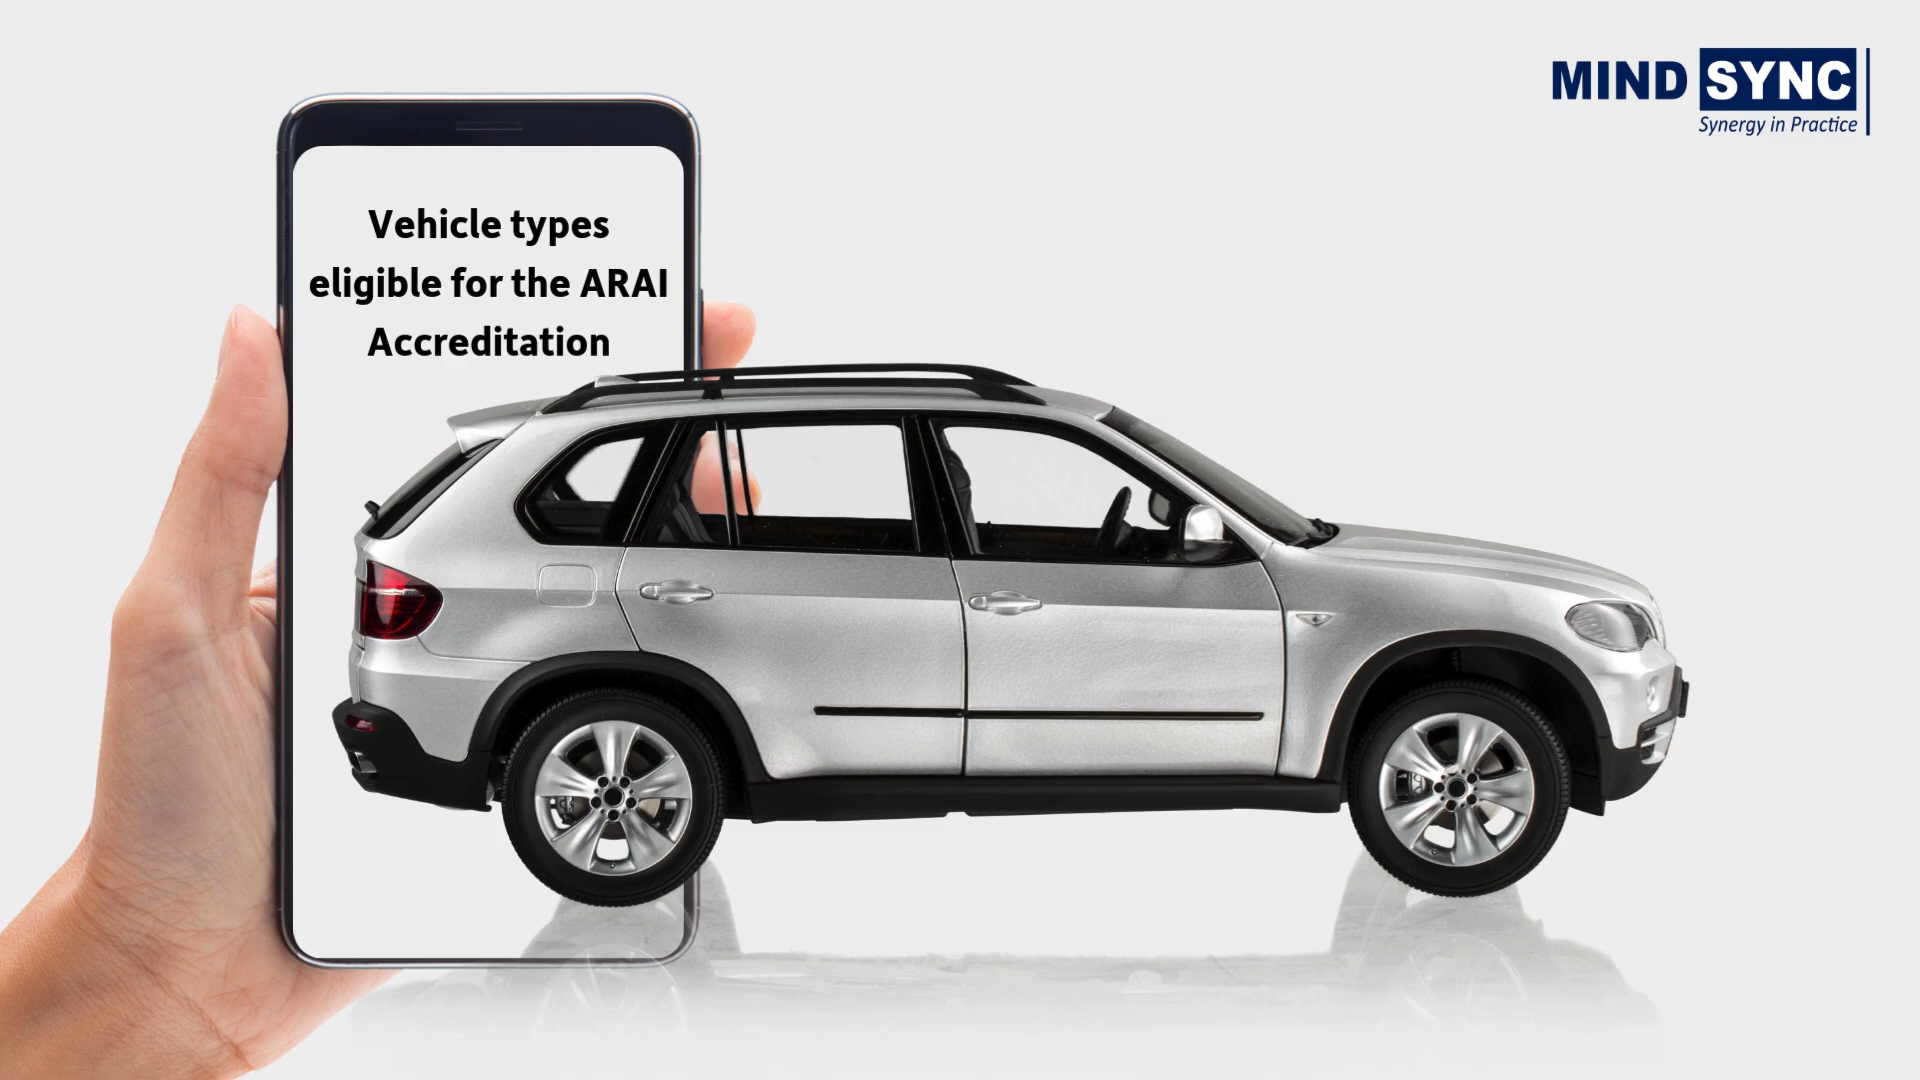 MIND SYNC
Synergy in Practice
Vehicle types
eligible for the ARAI
Accreditation